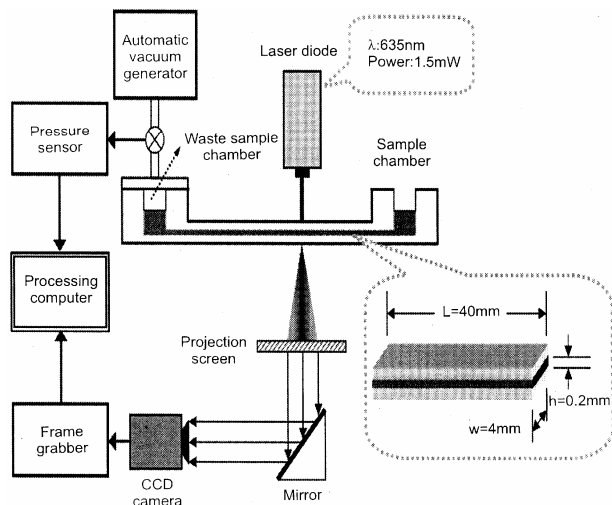 Automatic
vacuum
generator
Laser diode
λ:635nm
Power:1.5mW
Pressure
sensor
Waste sample
chamber
Sample
chamber
Processing
computer
Projection
screen
L=40mm
h=0.2mm
w=4mm
Frame
grabber
CCD
camera
Mirror